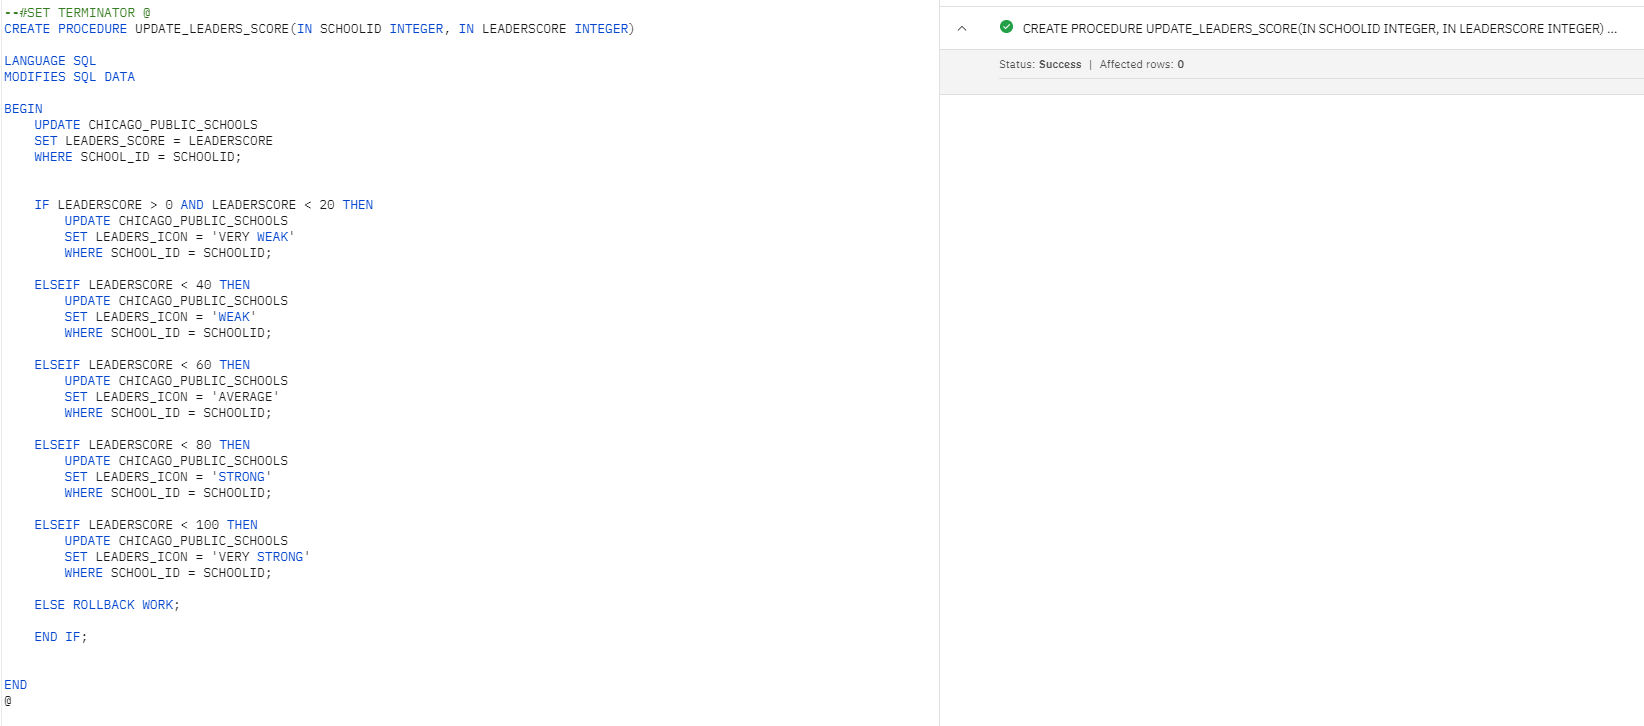 --#SET TERMINATOR @
CREATE PROCEDURE UPDATE_LEADERS_SCORE(IN SCHOOLID INTEGER, IN LEADERSCORE INTEGER)
LANGUAGE SQL
MODIFIES SQL DATA
BEGIN
UPDATE CHICAGO_PUBLIC_SCHOOLS
SET LEADERS_SCORE = LEADERSCORE
WHERE SCHOOL_ID = SCHOOLID;
IF LEADERSCORE > 0 AND LEADERSCORE < 20 THEN
UPDATE CHICAGO_PUBLIC_SCHOOLS
SET LEADERS_ICON = 'VERY WEAK'
WHERE SCHOOL_ID = SCHOOLID;
ELSEIF LEADERSCORE < 40 THEN
UPDATE CHICAGO_PUBLIC_SCHOOLS
SET LEADERS_ICON = 'WEAK'
WHERE SCHOOL_ID = SCHOOLID;
ELSEIF LEADERSCORE < 60 THEN
UPDATE CHICAGO_PUBLIC_SCHOOLS
SET LEADERS_ICON = 'AVERAGE'
WHERE SCHOOL_ID = SCHOOLID;
ELSEIF LEADERSCORE < 80 THEN
UPDATE CHICAGO_PUBLIC_SCHOOLS
SET LEADERS_ICON = 'STRONG'
WHERE SCHOOL_ID = SCHOOLID;
ELSEIF LEADERSCORE < 100 THEN
UPDATE CHICAGO_PUBLIC_SCHOOLS
SET LEADERS_ICON = 'VERY STRONG'
WHERE SCHOOL_ID = SCHOOLID;
ELSE ROLLBACK WORK;
END IF;
END
@
CREATE PROCEDURE UPDATE_LEADERS_SCORE(IN SCHOOLID INTEGER, IN LEADERSCORE INTEGER) ...
Status: Success | Affected rows: 0